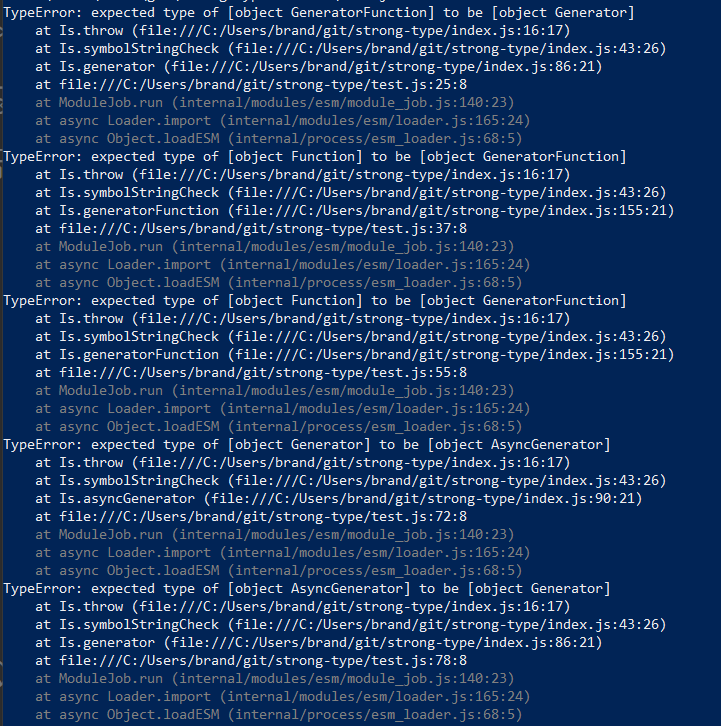 TypeError: expected type of [object GeneratorFunction] to be [object Generator]
    at Is.throw (file:///C:/Users/brand/git/strong-type/index.js:16:17)
    at Is.symbolStringCheck (file:///C:/Users/brand/git/strong-type/index.js:43:26)
    at Is.generator (file:///C:/Users/brand/git/strong-type/index.js:86:21)
    at file:///C:/Users/brand/git/strong-type/test.js:25:8
    at ModuleJob.run (internal/modules/esm/module_job.js:140:23)
    at async Loader.import (internal/modules/esm/loader.js:165:24)
    at async Object.loadESM (internal/process/esm_loader.js:68:5)
TypeError: expected type of [object Function] to be [object GeneratorFunction]
    at Is.throw (file:///C:/Users/brand/git/strong-type/index.js:16:17)
    at Is.symbolStringCheck (file:///C:/Users/brand/git/strong-type/index.js:43:26)
    at Is.generatorFunction (file:///C:/Users/brand/git/strong-type/index.js:155:21)
    at file:///C:/Users/brand/git/strong-type/test.js:37:8
    at ModuleJob.run (internal/modules/esm/module_job.js:140:23)
    at async Loader.import (internal/modules/esm/loader.js:165:24)
    at async Object.loadESM (internal/process/esm_loader.js:68:5)
TypeError: expected type of [object Function] to be [object GeneratorFunction]
    at Is.throw (file:///C:/Users/brand/git/strong-type/index.js:16:17)
    at Is.symbolStringCheck (file:///C:/Users/brand/git/strong-type/index.js:43:26)
    at Is.generatorFunction (file:///C:/Users/brand/git/strong-type/index.js:155:21)
    at file:///C:/Users/brand/git/strong-type/test.js:55:8
    at ModuleJob.run (internal/modules/esm/module_job.js:140:23)
    at async Loader.import (internal/modules/esm/loader.js:165:24)
    at async Object.loadESM (internal/process/esm_loader.js:68:5)
TypeError: expected type of [object Generator] to be [object AsyncGenerator]
    at Is.throw (file:///C:/Users/brand/git/strong-type/index.js:16:17)
    at Is.symbolStringCheck (file:///C:/Users/brand/git/strong-type/index.js:43:26)
    at Is.asyncGenerator (file:///C:/Users/brand/git/strong-type/index.js:90:21)
    at file:///C:/Users/brand/git/strong-type/test.js:72:8
    at ModuleJob.run (internal/modules/esm/module_job.js:140:23)
    at async Loader.import (internal/modules/esm/loader.js:165:24)
    at async Object.loadESM (internal/process/esm_loader.js:68:5)
TypeError: expected type of [object AsyncGenerator] to be [object Generator]
    at Is.throw (file:///C:/Users/brand/git/strong-type/index.js:16:17)
    at Is.symbolStringCheck (file:///C:/Users/brand/git/strong-type/index.js:43:26)
    at Is.generator (file:///C:/Users/brand/git/strong-type/index.js:86:21)
    at file:///C:/Users/brand/git/strong-type/test.js:78:8
    at ModuleJob.run (internal/modules/esm/module_job.js:140:23)
    at async Loader.import (internal/modules/esm/loader.js:165:24)
    at async Object.loadESM (internal/process/esm_loader.js:68:5)